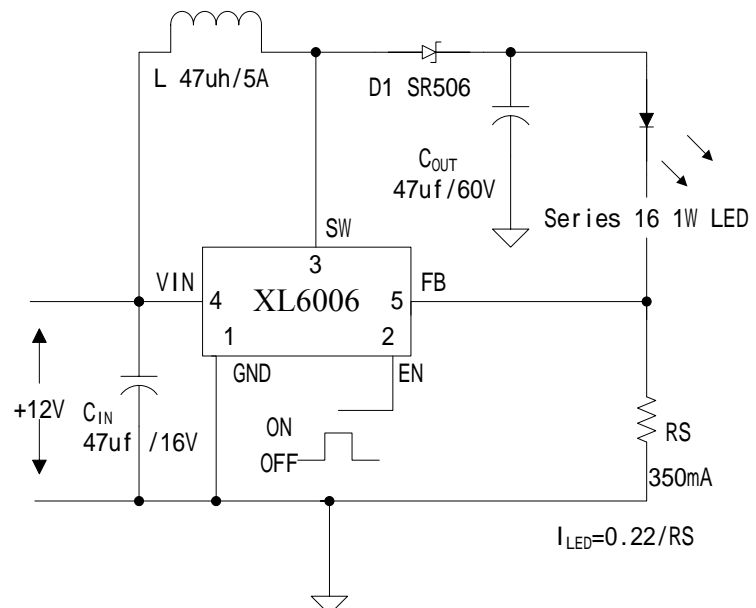 L 47uh/5A
D1 SR506
COUT
47uf/60V
Series 16 1W LED
SW
3
VIN
4
XL6006
5
FB
1
2
GND
EN
+12V
CIN
47uf /16V
ON
OFF
RS
350mA
ILED=0.22/RS